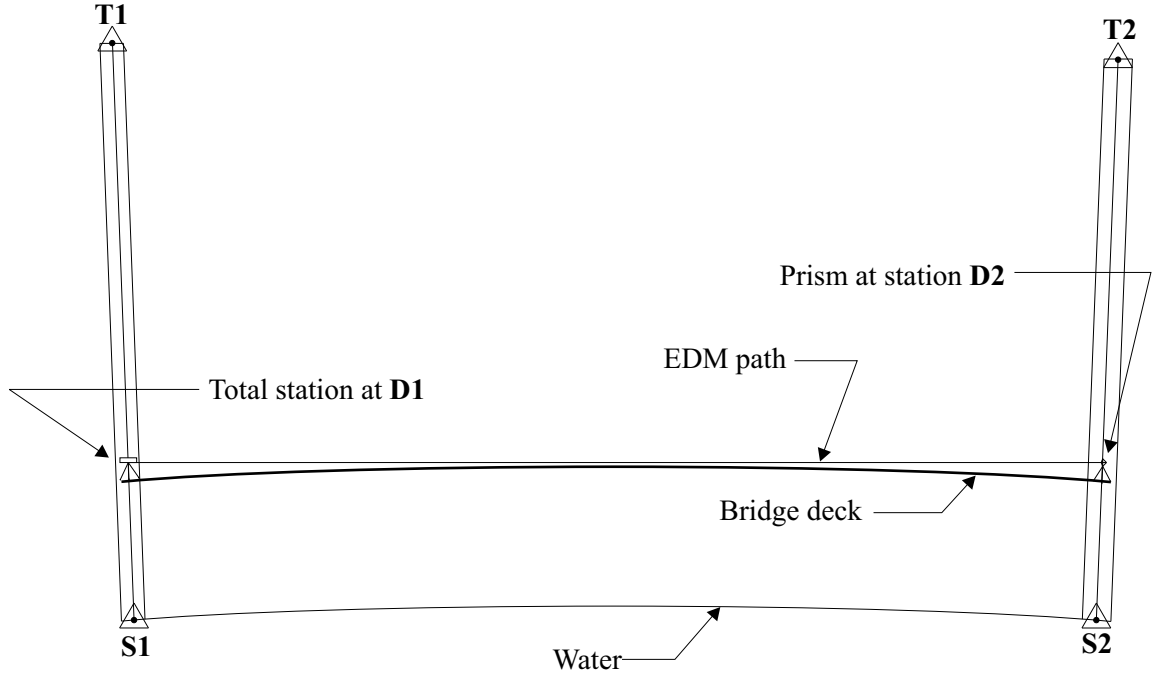 T1
T2
Prism at station D2
EDM path
Total station at D1
Bridge deck
S1
S2
Water